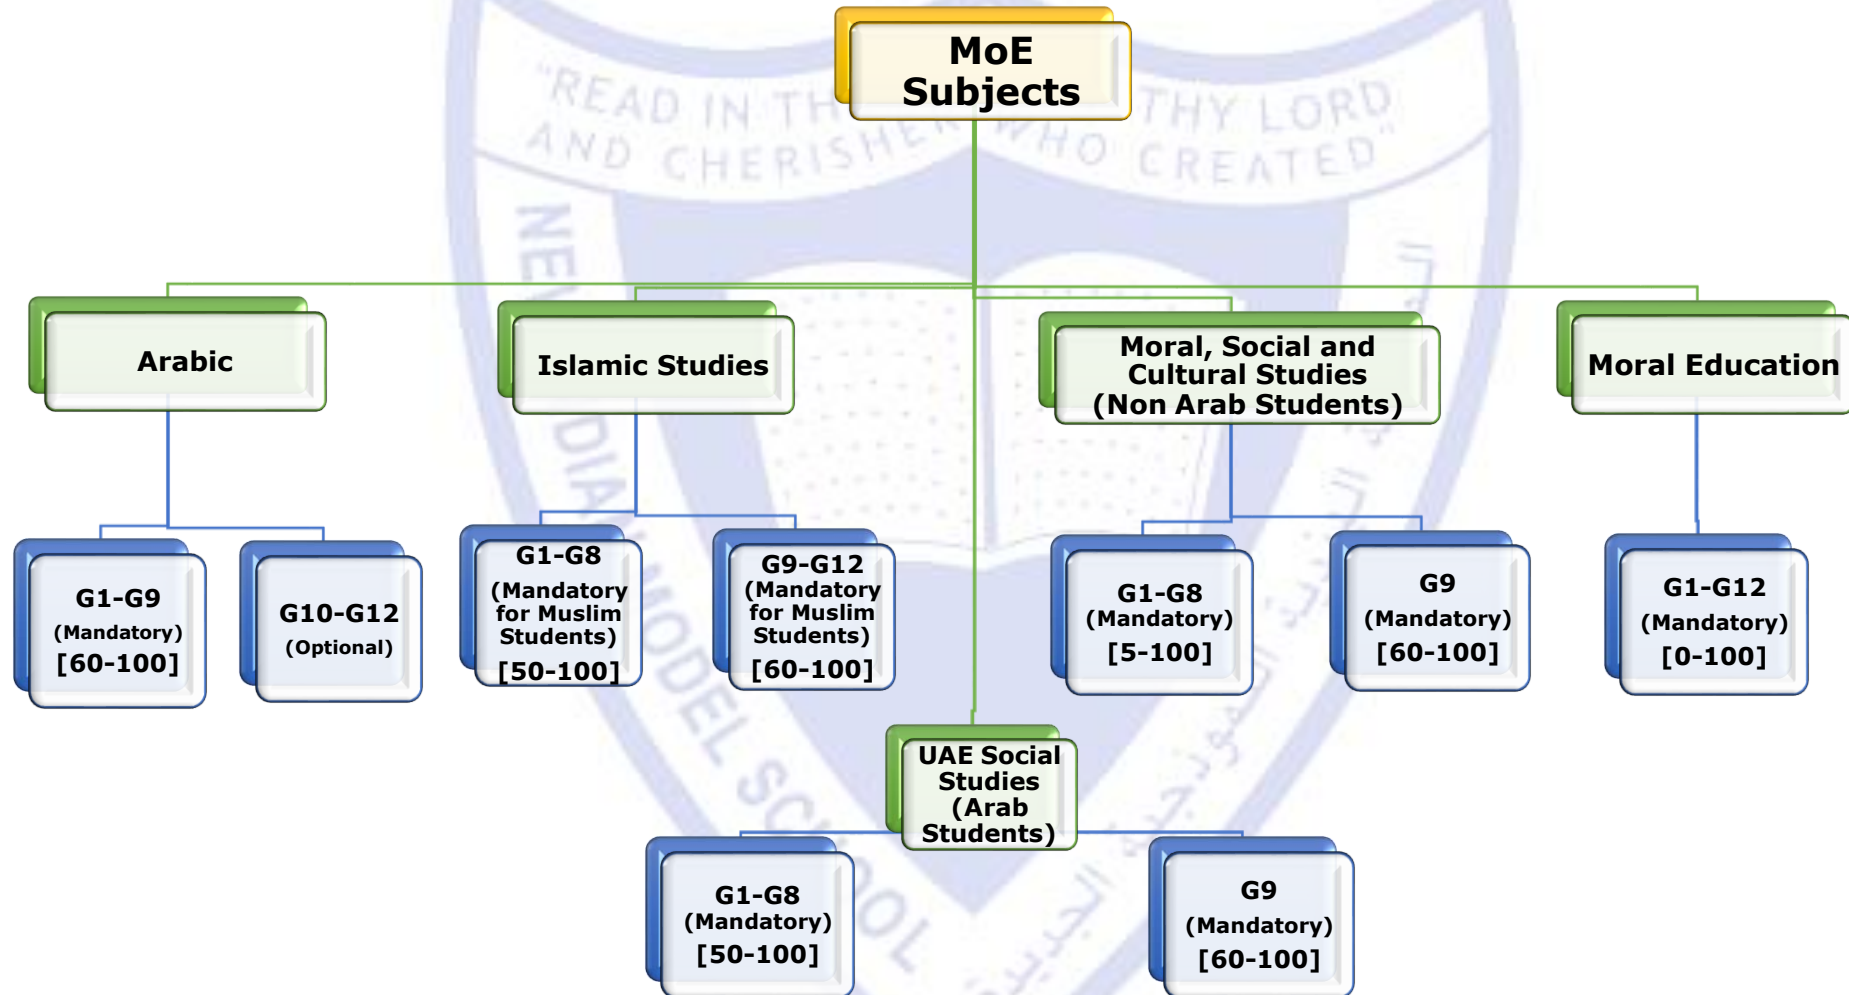 MoE
Subjects
"READ IN TH
THY LORD
AND CHERISHER WHO CREATED"
Arabic
Islamic Studies
Moral, Social and
Cultural Studies
(Non Arab Students)
Moral Education
G1-G9
(Mandatory)
[60-100]
G10-G12
(Optional)
G1-G8
(Mandatory
for Muslim
Students)
[50-100]
G9-G12
(Mandatory
for Muslim
Students)
[60-100]
G1-G8
(Mandatory)
[5-100]
G9
(Mandatory)
[60-100]
G1-G12
(Mandatory)
[0-100]
UAE Social
Studies
(Arab
Students)
G1-G8
(Mandatory)
[50-100]
G9
(Mandatory)
[60-100]
NEW DIAN MODEL SCHOOL